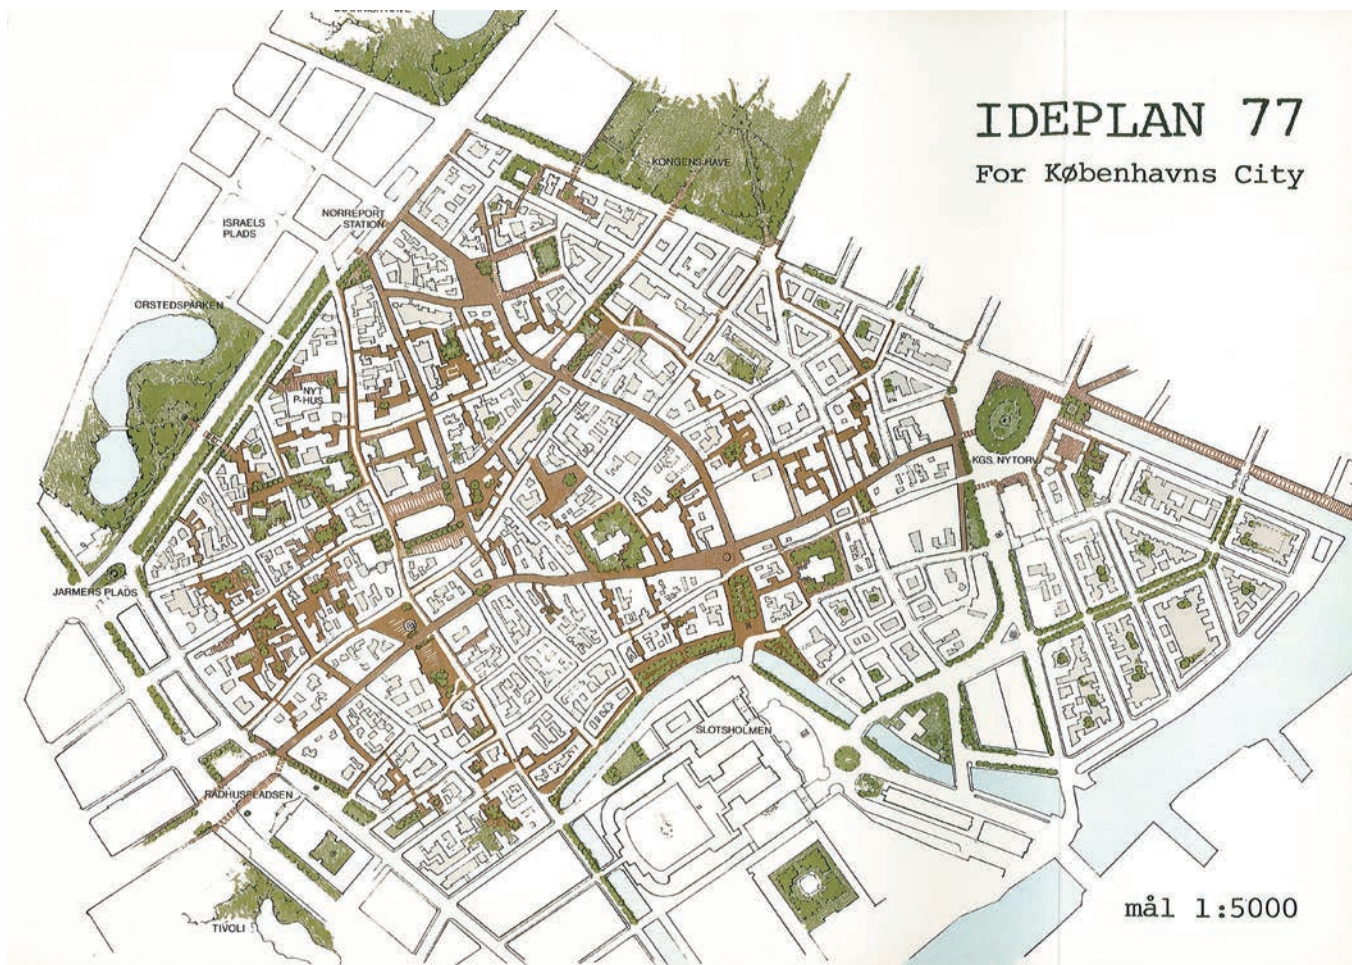 IDEPLAN 77
For Københavns City
KONGENS HAVE
NORREPORT
STATION
ISRAELS
PLADS
ØRSTEDSPARKEN
NYT
P-HUS
KGS. NYTORV
JARMERS PLADS
SLOTSHOLMEN
RÅDHUSPLADSEN
TIVOLI
mål 1:5000